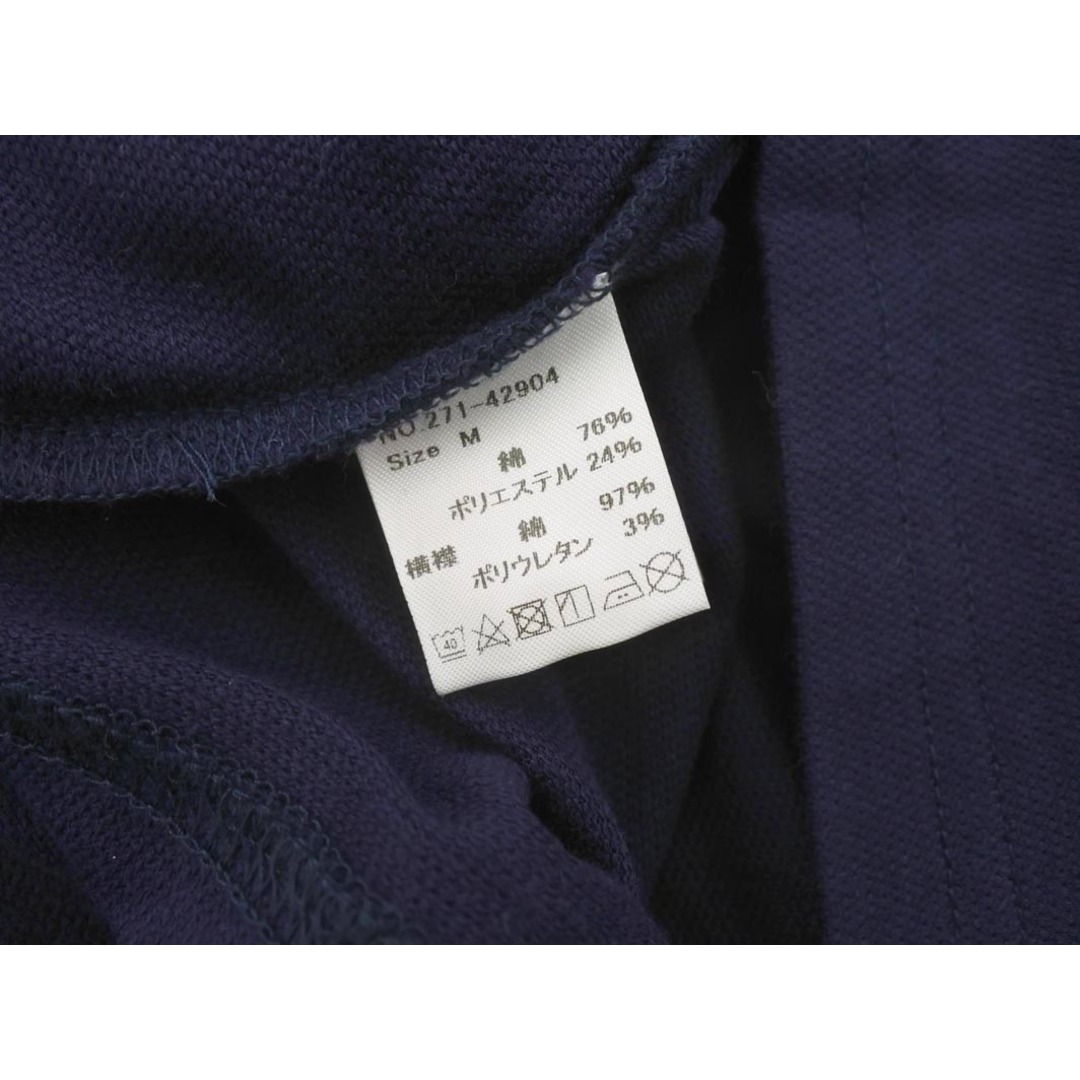 NO.271-42904
Size M
綿 76%
ポリエステル 24%
綿 97%
横襟 ポリウレタン 3%
40